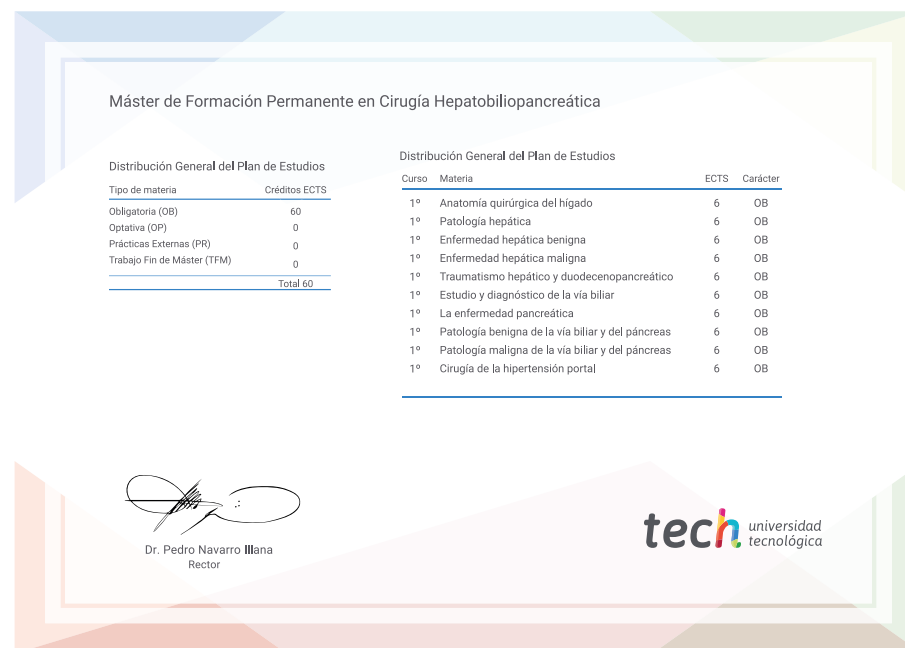 Máster de Formación Permanente en Cirugía Hepatobiliopancreática
Distribución General del Plan de Estudios
Tipo de materia Créditos ECTS
Obligatoria (OB) 60
Optativa (OP) 0
Prácticas Externas (PR) 0
Trabajo Fin de Máster (TFM) 0
Total 60
Distribución General del Plan de Estudios
Curso Materia ECTS Carácter
1º Anatomía quirúrgica del hígado 6 OB
1º Patología hepática 6 OB
1º Enfermedad hepática benigna 6 OB
1º Enfermedad hepática maligna 6 OB
1º Traumatismo hepático y duodecenopancreático 6 OB
1º Estudio y diagnóstico de la vía biliar 6 OB
1º La enfermedad pancreática 6 OB
1º Patología benigna de la vía biliar y del páncreas 6 OB
1º Patología maligna de la vía biliar y del páncreas 6 OB
1º Cirugía de la hipertensión portal 6 OB
Dr. Pedro Navarro Illana
Rector
tech universidad
tecnológica